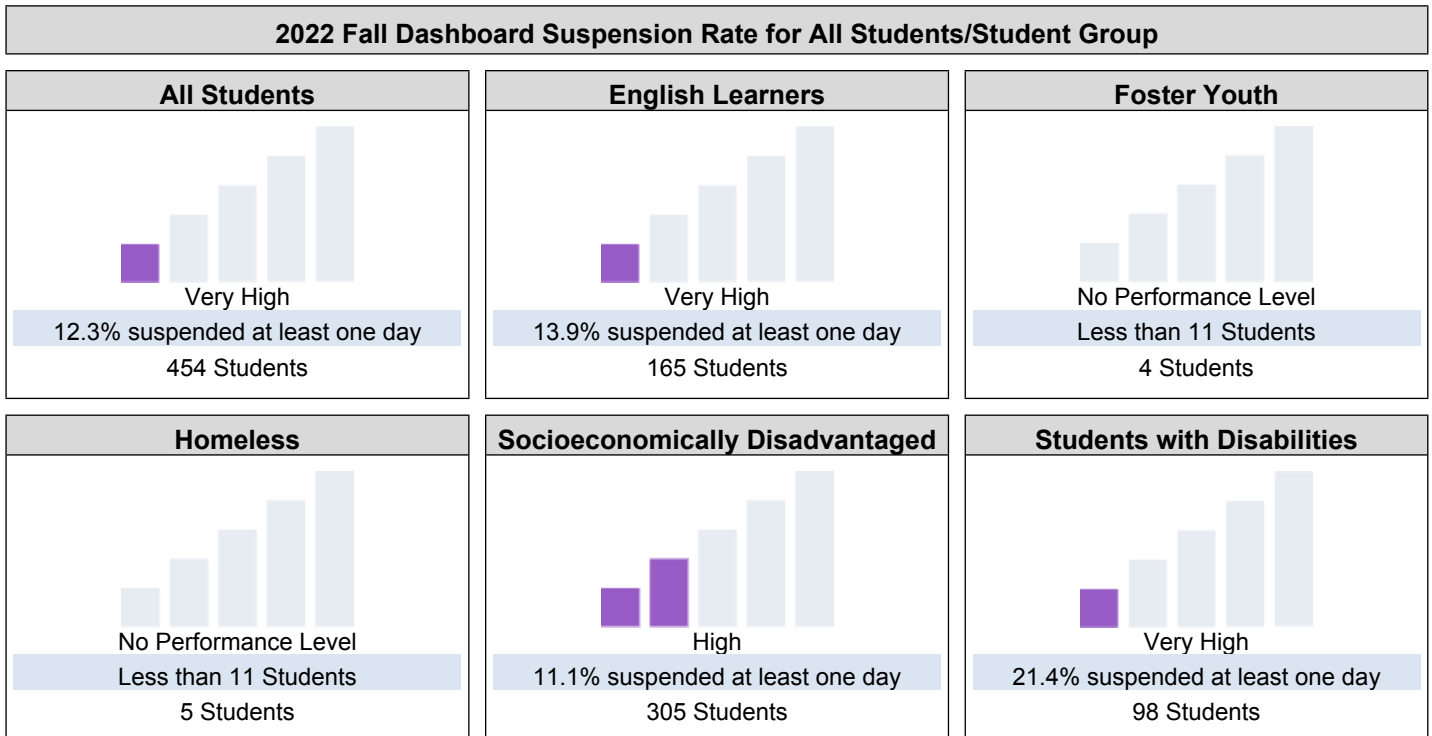 2022 Fall Dashboard Suspension Rate for All Students/Student Group
All Students
Very High
12.3% suspended at least one day
454 Students
English Learners
Very High
13.9% suspended at least one day
165 Students
Foster Youth
No Performance Level
Less than 11 Students
4 Students
Homeless
No Performance Level
Less than 11 Students
5 Students
Socioeconomically Disadvantaged
High
11.1% suspended at least one day
305 Students
Students with Disabilities
Very High
21.4% suspended at least one day
98 Students